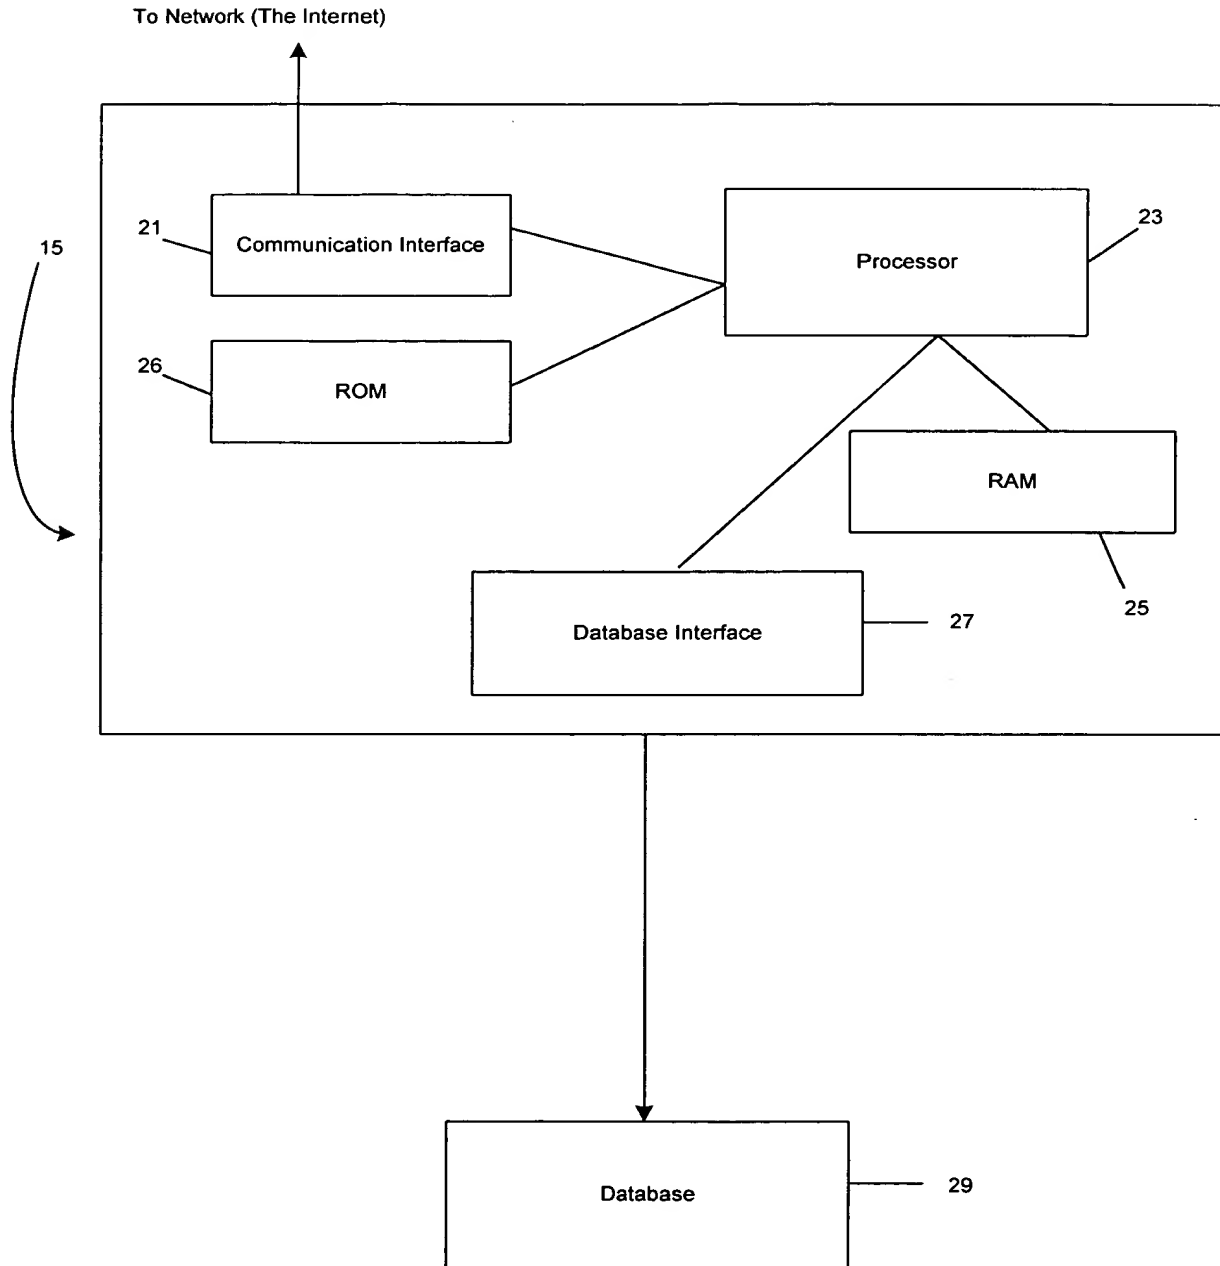 To Network (The Internet)
21
Communication Interface
Processor
23
15
26
ROM
RAM
25
Database Interface
27
Database
29